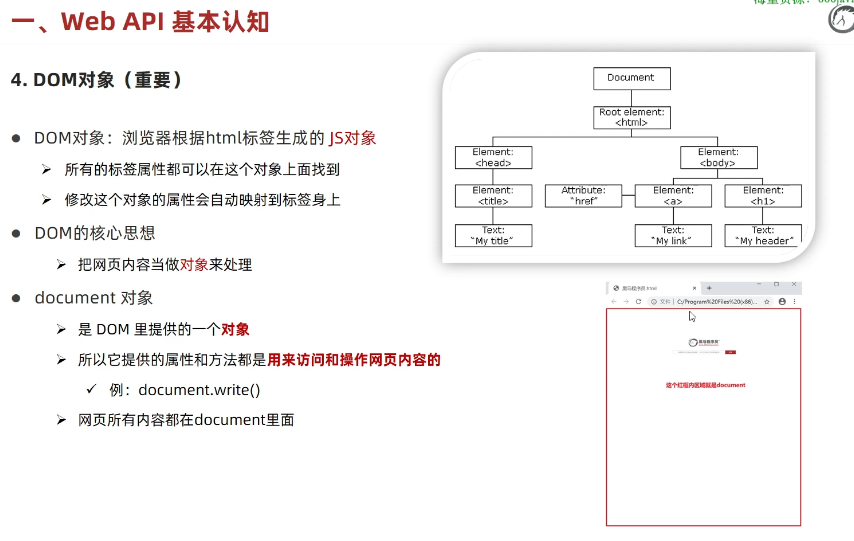 一、Web API 基本认知
4. DOM对象（重要）
DOM对象：浏览器根据html标签生成的 JS对象
所有的标签属性都可以在这个对象上面找到
修改这个对象的属性会自动映射到标签身上
DOM的核心思想
把网页内容当做对象来处理
document 对象
是 DOM 里提供的一个对象
所以它提供的属性和方法都是用来访问和操作网页内容的
例：document.write()
网页所有内容都在document里面
Document
Root element:
<html>
Element:
<head>
Element:
<body>
Element:
<title>
Attribute:
"href"
Element:
<a>
Element:
<h1>
Text:
"My title"
Text:
"My link"
Text:
"My header"
文件
C:/Program%20Files%20(x86)...
这个红框内区域就是document